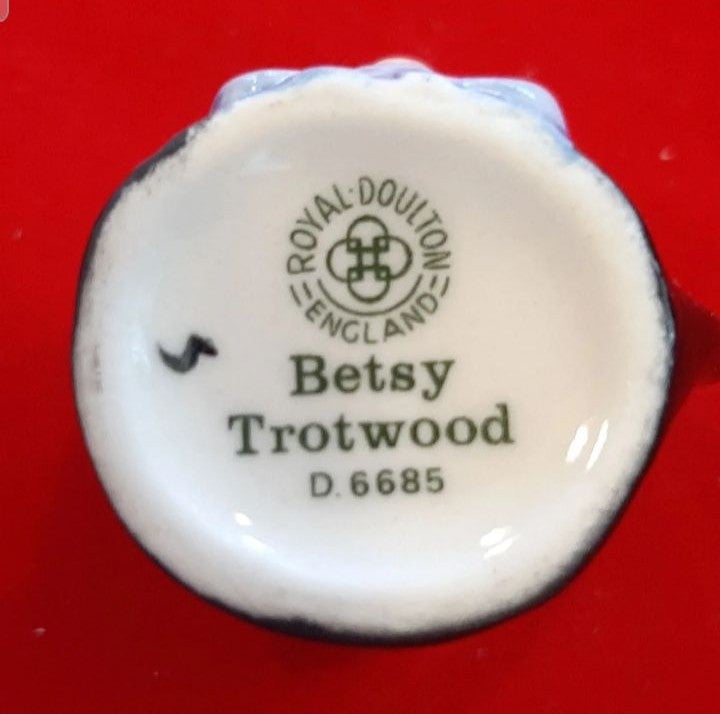 ROYAL·DOULTON
ENGLAND
Betsy
Trotwood
D. 6685